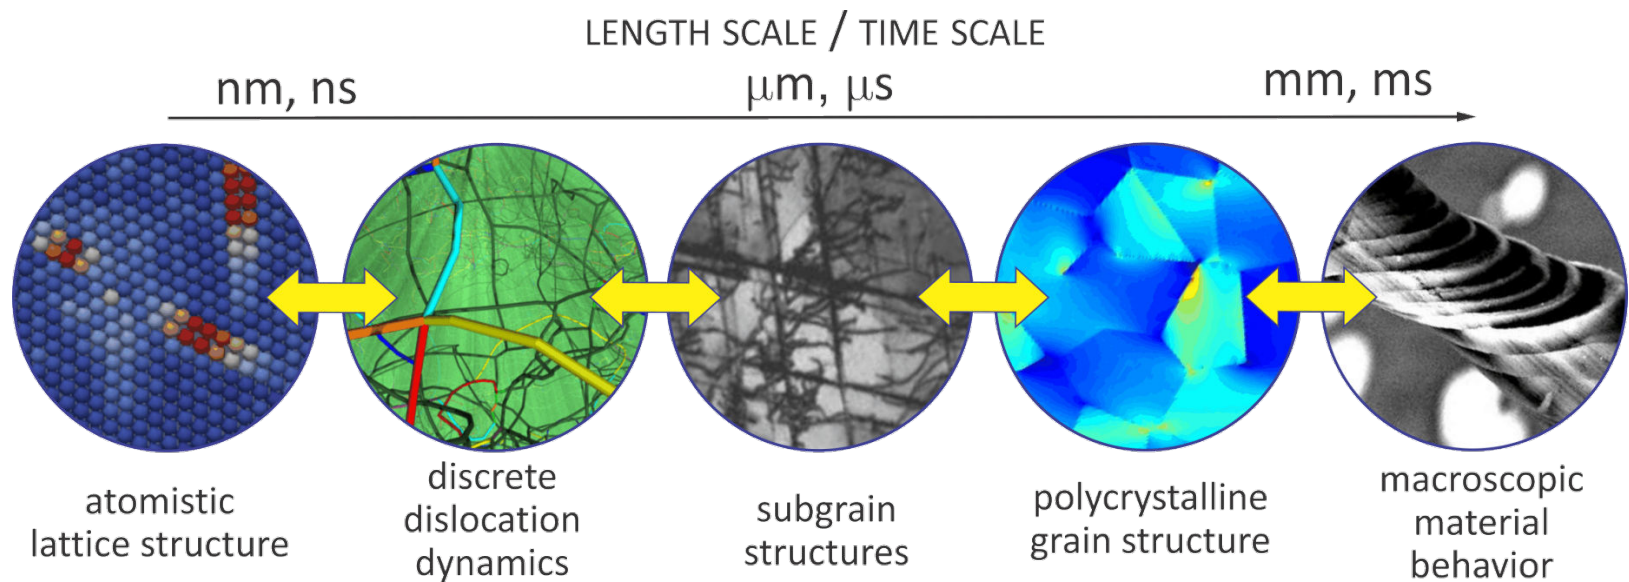 LENGTH SCALE / TIME SCALE
nm, ns
μm, μs
mm, ms
atomistic
lattice structure
discrete
dislocation
dynamics
subgrain
structures
polycrystalline
grain structure
macroscopic
material
behavior